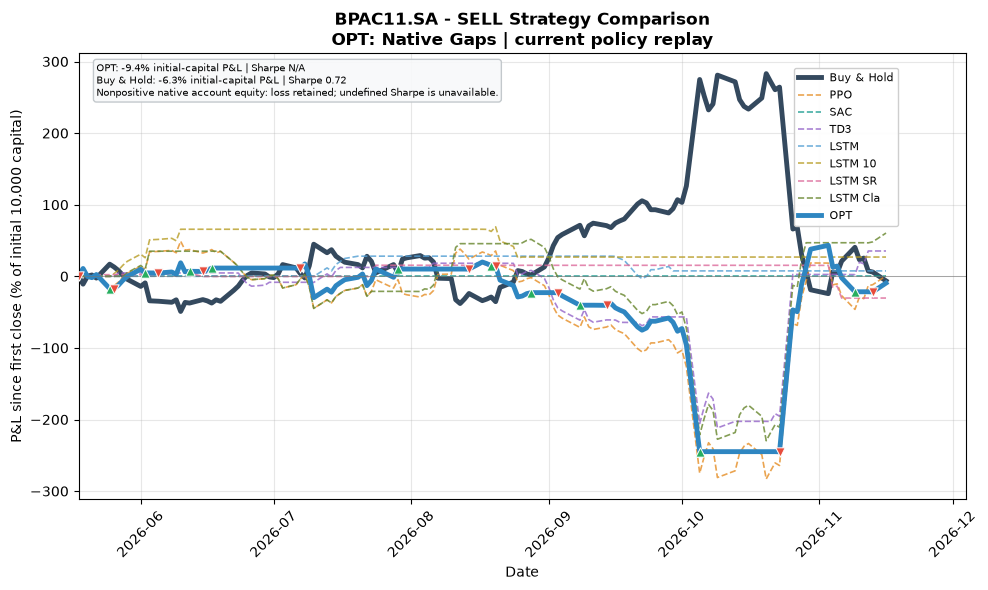 BPAC11.SA - SELL Strategy Comparison
OPT: Native Gaps | current policy replay
OPT: -9.4% initial-capital P&L | Sharpe N/A
Buy & Hold: -6.3% initial-capital P&L | Sharpe 0.72
Nonpositive native account equity: loss retained; undefined Sharpe is unavailable.
Buy & Hold
PPO
SAC
TD3
LSTM
LSTM 10
LSTM SR
LSTM Cla
OPT
P&L since first close (% of initial 10,000 capital)
300
200
100
0
−100
−200
−300
2026-06
2026-07
2026-08
2026-09
2026-10
2026-11
2026-12
Date